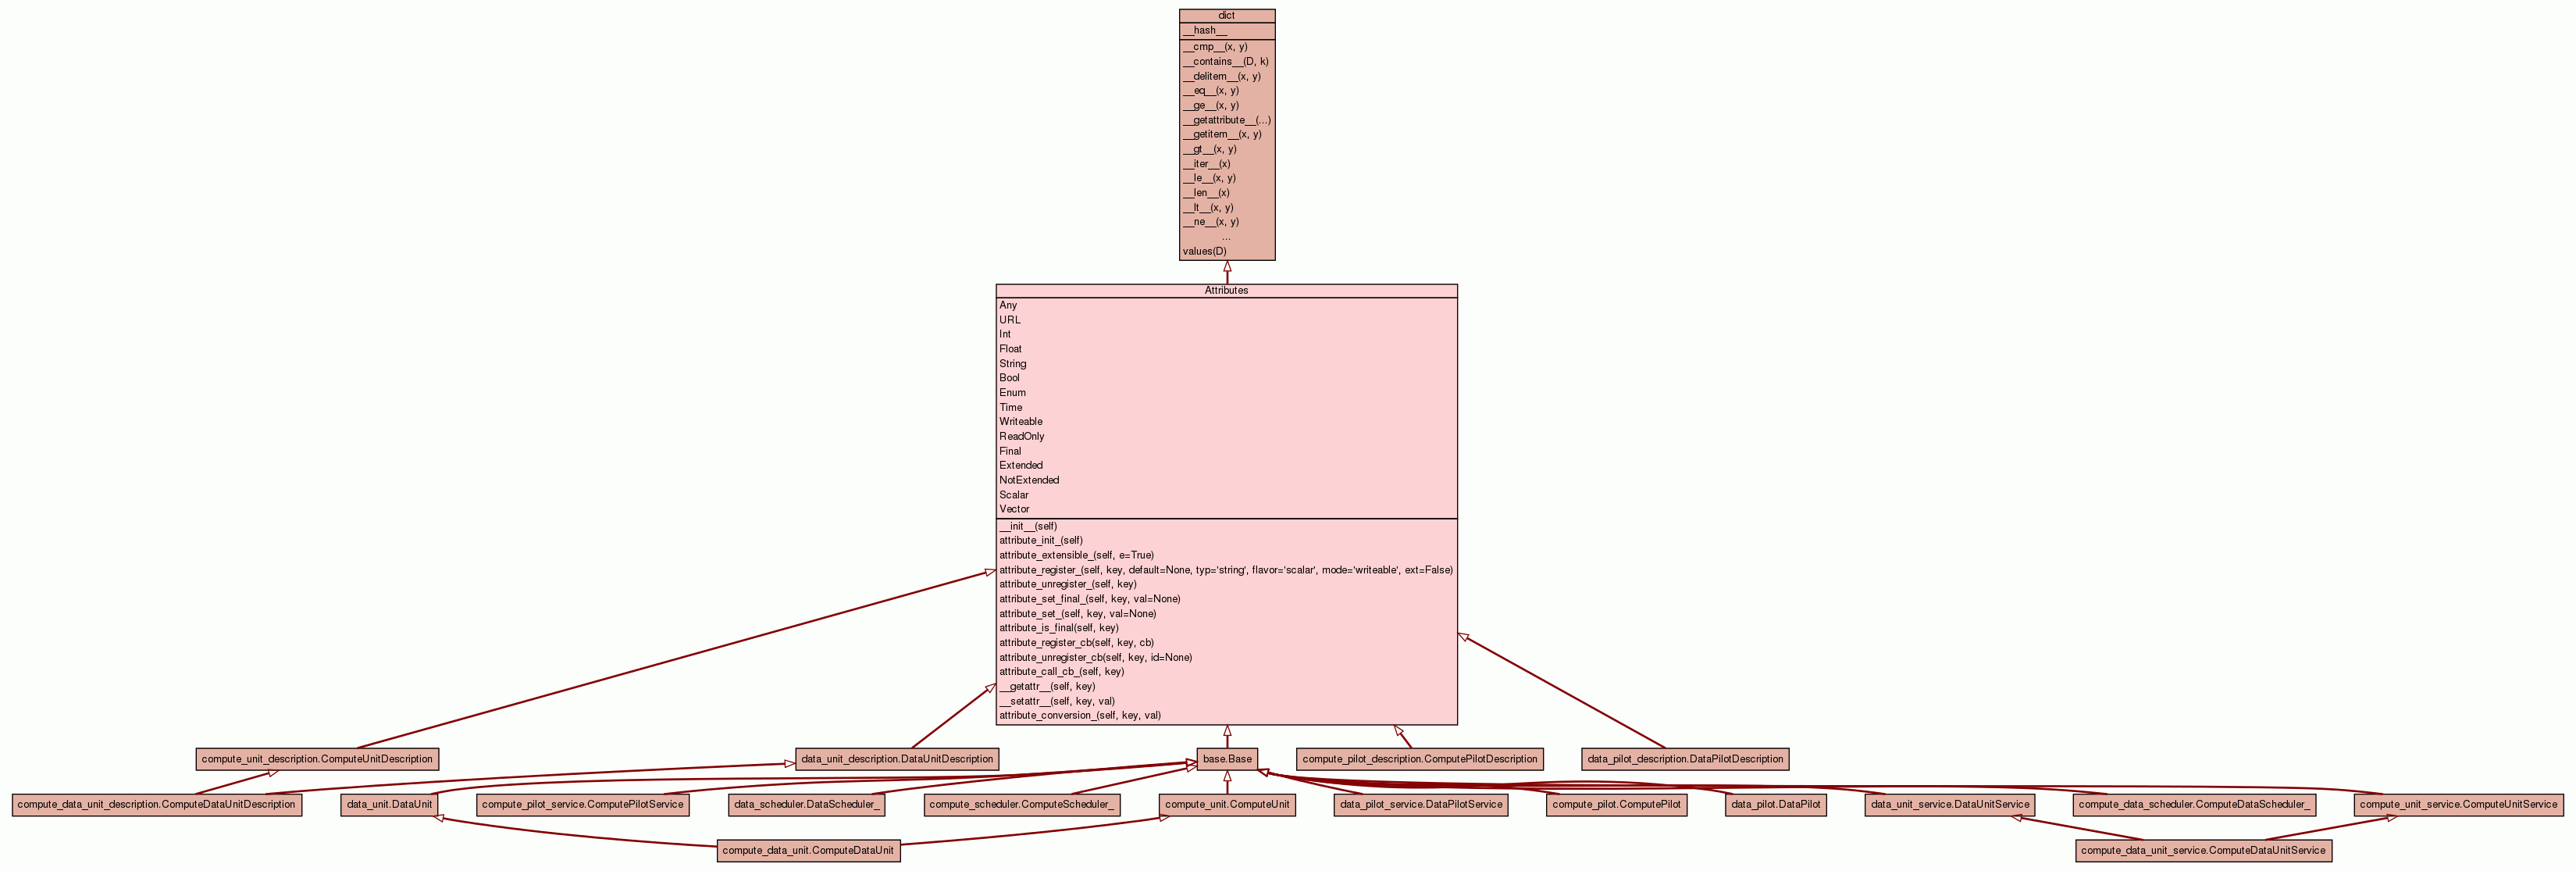 dict
__hash__
__cmp__(x, y)
__contains__(D, k)
__delitem__(x, y)
__eq__(x, y)
__ge__(x, y)
__getattribute__(...)
__getitem__(x, y)
__gt__(x, y)
__iter__(x)
__le__(x, y)
__len__(x)
__lt__(x, y)
__ne__(x, y)
...
values(D)
Attributes
Any
URL
Int
Float
String
Bool
Enum
Time
Writeable
ReadOnly
Final
Extended
NotExtended
Scalar
Vector
__init__(self)
attribute_init_(self)
attribute_extensible_(self, e=True)
attribute_register_(self, key, default=None, typ='string', flavor='scalar', mode='writeable', ext=False)
attribute_unregister_(self, key)
attribute_set_final_(self, key, val=None)
attribute_set_(self, key, val=None)
attribute_is_final(self, key)
attribute_register_cb(self, key, cb)
attribute_unregister_cb(self, key, id=None)
attribute_call_cb_(self, key)
__getattr__(self, key)
__setattr__(self, key, val)
attribute_conversion_(self, key, val)
compute_unit_description.ComputeUnitDescription
data_unit_description.DataUnitDescription
base.Base
compute_pilot_description.ComputePilotDescription
data_pilot_description.DataPilotDescription
compute_data_unit_description.ComputeDataUnitDescription
data_unit.DataUnit
compute_pilot_service.ComputePilotService
data_scheduler.DataScheduler_
compute_scheduler.ComputeScheduler_
compute_unit.ComputeUnit
data_pilot_service.DataPilotService
compute_pilot.ComputePilot
data_pilot.DataPilot
data_unit_service.DataUnitService
compute_data_scheduler.ComputeDataScheduler_
compute_unit_service.ComputeUnitService
compute_data_unit.ComputeDataUnit
compute_data_unit_service.ComputeDataUnitService